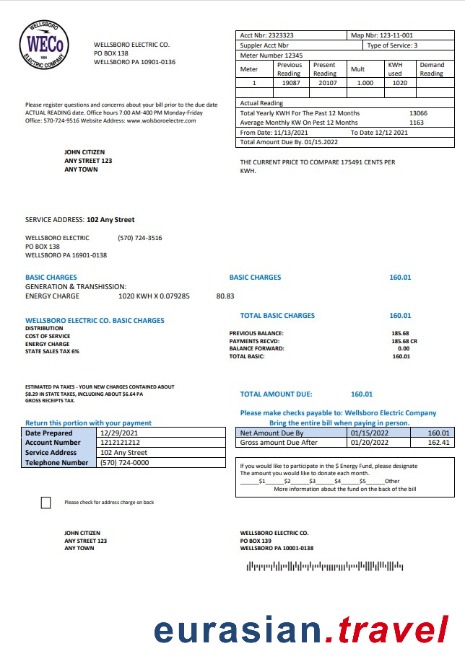 WELLSBORO
WECo
ELECTRIC COMPANY
WELLSBORO ELECTRIC CO.
PO BOX 138
WELLSBORO PA 10901-0136
Acct Nbr: 2323323 Map Nbr: 123-11-001
Suppler Acct Nbr Type of Service: 3
Meter Number 12345
Meter Previous Reading Present Reading Mult KWH used Demand Reading
1 19087 20107 1.000 1020
Actual Reading
Total Yearly KWH For The Past 12 Months 13066
Average Monthly KW On Pest 12 Months 1163
From Date: 11/13/2021 To Date 12/12 2021
Total Amount Due By. 01/15.2022
Please register questions and concerns about your bill prior to the due date
ACTUAL READING date. Office hours 7:00 AM-400 PM Monday-Friday
Office: 570-724-9516 Website Address: www.wolsboroelectre.com
JOHN CITIZEN
ANY STREET 123
ANY TOWN
THE CURRENT PRICE TO COMPARE 175491 CENTS PER
KWH.
SERVICE ADDRESS: 102 Any Street
WELLSBORO ELECTRIC (570) 724-3516
PO BOX 138
WELLSBORO PA 16901-0138
BASIC CHARGES BASIC CHARGES 160.01
GENERATION & TRANSHISSION:
ENERGY CHARGE 1020 KWH X 0.079285 80.83
WELLSBORO ELECTRIC CO. BASIC CHARGES TOTAL BASIC CHARGES 160.01
DISTRIBUTION
COST OF SERVICE
ENERGY CHARGE
STATE SALES TAX 6%
PREVIOUS BALANCE: 185.68
PAYMENTS RECVD: 185.68 CR
BALANCE FORWARD: 0.00
TOTAL BASIC: 160.01
ESTIMATED PA TAXES - YOUR NEW CHARGES CONTAINED ABOUT
$8.29 IN STATE TAXES, INCLUDING ABOUT $6.64 PA
GROSS RECEIPTS TAX.
TOTAL AMOUNT DUE: 160.01
Please make checks payable to: Wellsboro Electric Company
Return this portion with your payment Bring the entire bill when paying in person.
Date Prepared 12/29/2021
Account Number 1212121212
Service Address 102 Any Street
Telephone Number (570) 724-0000
Net Amount Due By 01/15/2022 160.01
Gross amount Due After 01/20/2022 162.41
If you would like to participate in the $ Energy Fund, please designate
The amount you would like to donate each month.
______$1 ____$2 ____$3 ____$4 ____$5____Other
More information about the fund on the back of the bill
Please check for address charge on back
JOHN CITIZEN
ANY STREET 123
ANY TOWN
WELLSBORO ELECTRIC CO.
PO BOX 139
WELLSBORO PA 10001-0138
eurasian.travel